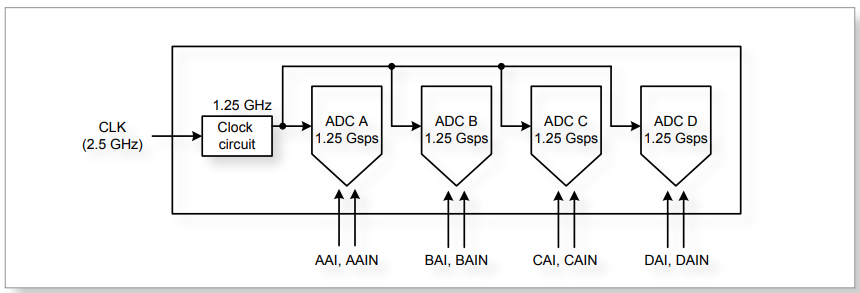 1.25 GHz
CLK
(2.5 GHz)
Clock
circuit
ADC A
1.25 Gsps
ADC B
1.25 Gsps
ADC C
1.25 Gsps
ADC D
1.25 Gsps
AAI, AAIN
BAI, BAIN
CAI, CAIN
DAI, DAIN